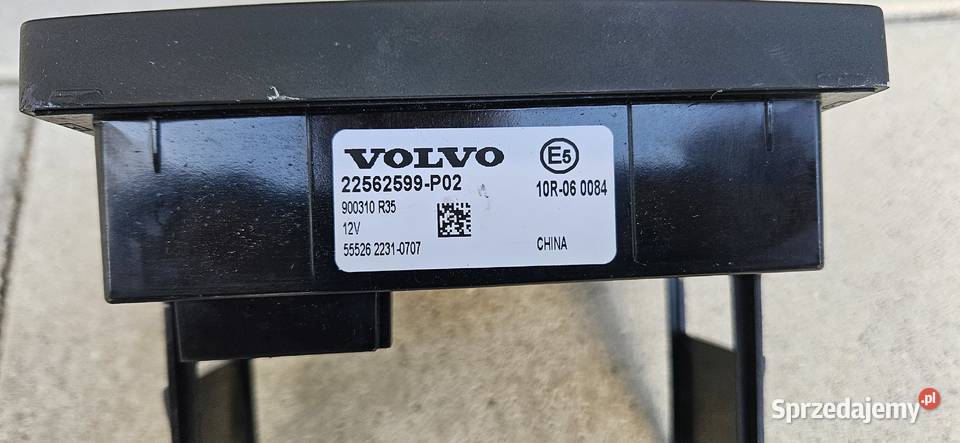 VOLVO
E5
22562599-P02
10R-06 0084
900310 R35
12V
55526 2231-0707
CHINA
Sprzedajemy.pl